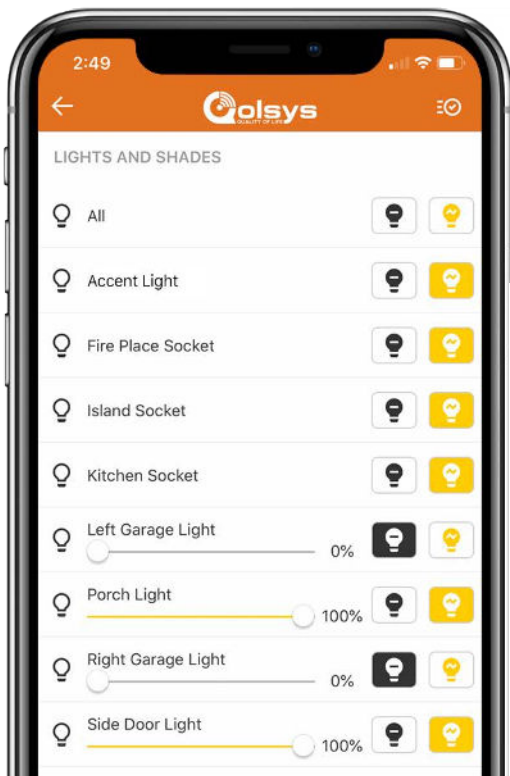 2:49
Qolsys
QUALITY OF LIFE
LIGHTS AND SHADES
All
Accent Light
Fire Place Socket
Island Socket
Kitchen Socket
Left Garage Light
0%
Porch Light
100%
Right Garage Light
0%
Side Door Light
100%